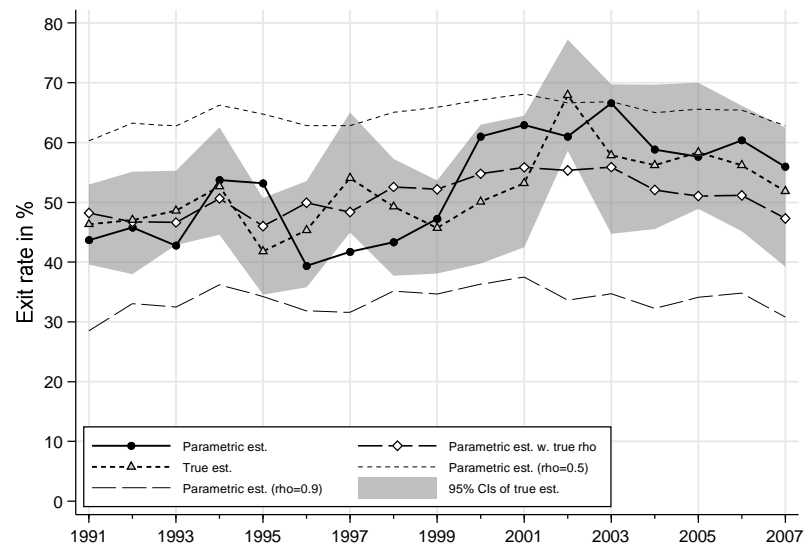 80
70
60
50
40
30
20
10
0
Exit rate in %
Parametric est.
Parametric est. w. true rho
True est.
Parametric est. (rho=0.5)
Parametric est. (rho=0.9)
95% CIs of true est.
1991 1993 1995 1997 1999 2001 2003 2005 2007